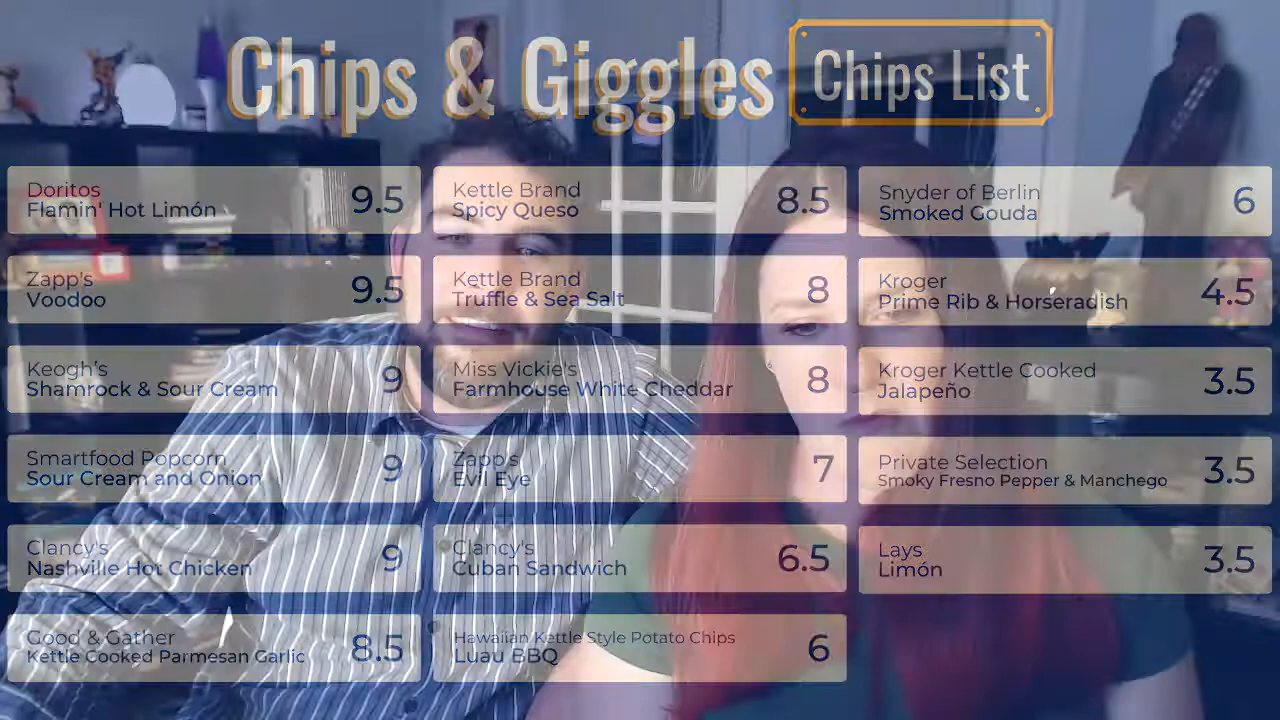 Chips & Giggles
Chips List
Doritos
Flamin' Hot Limón
9.5
Zapp's
Voodoo
9.5
Keogh's
Shamrock & Sour Cream
9
Smartfood Popcorn
Sour Cream and Onion
9
Clancy's
Nashville Hot Chicken
9
Good & Gather
Kettle Cooked Parmesan Garlic
8.5
Kettle Brand
Spicy Queso
8.5
Kettle Brand
Truffle & Sea Salt
8
Miss Vickie's
Farmhouse White Cheddar
8
Zapp's
Evil Eye
7
Clancy's
Cuban Sandwich
6.5
Hawaiian Kettle Style Potato Chips
Luau BBQ
6
Snyder of Berlin
Smoked Gouda
6
Kroger
Prime Rib & Horseradish
4.5
Kroger Kettle Cooked
Jalapeño
3.5
Private Selection
Smoky Fresno Pepper & Manchego
3.5
Lays
Limón
3.5